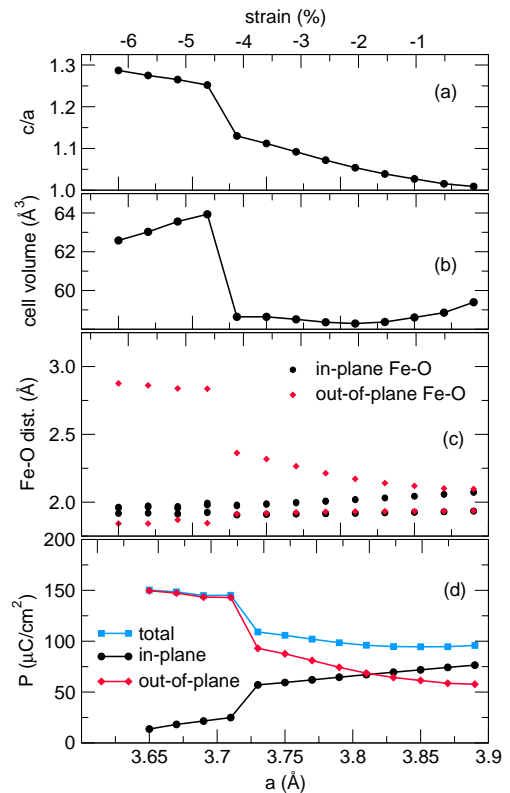 strain (%)
-6 -5 -4 -3 -2 -1
1.3
1.2
1.1
1.0
c/a
(a)
64
62
60
58
cell volume (Å³)
(b)
3.0
2.5
2.0
Fe-O dist. (Å)
in-plane Fe-O
out-of-plane Fe-O
(c)
200
150
100
50
0
P (μC/cm²)
(d)
total
in-plane
out-of-plane
3.65 3.7 3.75 3.8 3.85 3.9
a (Å)